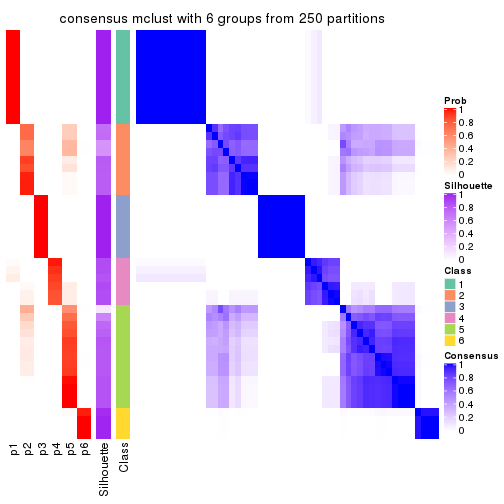 consensus mclust with 6 groups from 250 partitions
Prob
1
0.8
0.6
0.4
0.2
0
Silhouette
1
0.8
0.6
0.4
0.2
0
Class
1
2
3
4
5
6
Consensus
1
0.8
0.6
0.4
0.2
0
p1
p2
p3
p4
p5
p6
Silhouette
Class